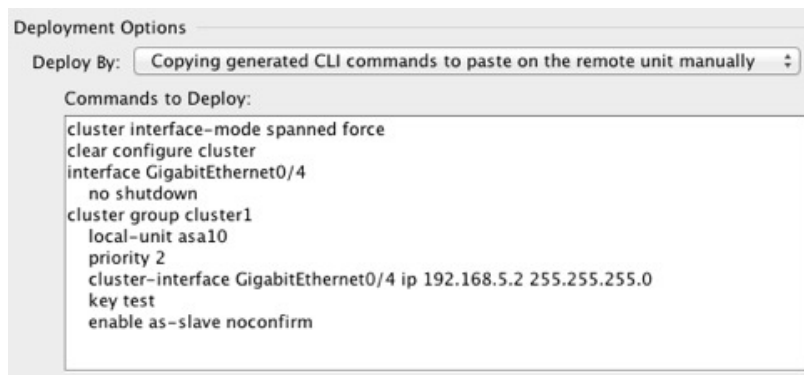 Deployment Options
Deploy By: Copying generated CLI commands to paste on the remote unit manually
Commands to Deploy:
cluster interface-mode spanned force
clear configure cluster
interface GigabitEthernet0/4
no shutdown
cluster group cluster1
local-unit asa10
priority 2
cluster-interface GigabitEthernet0/4 ip 192.168.5.2 255.255.255.0
key test
enable as-slave noconfirm